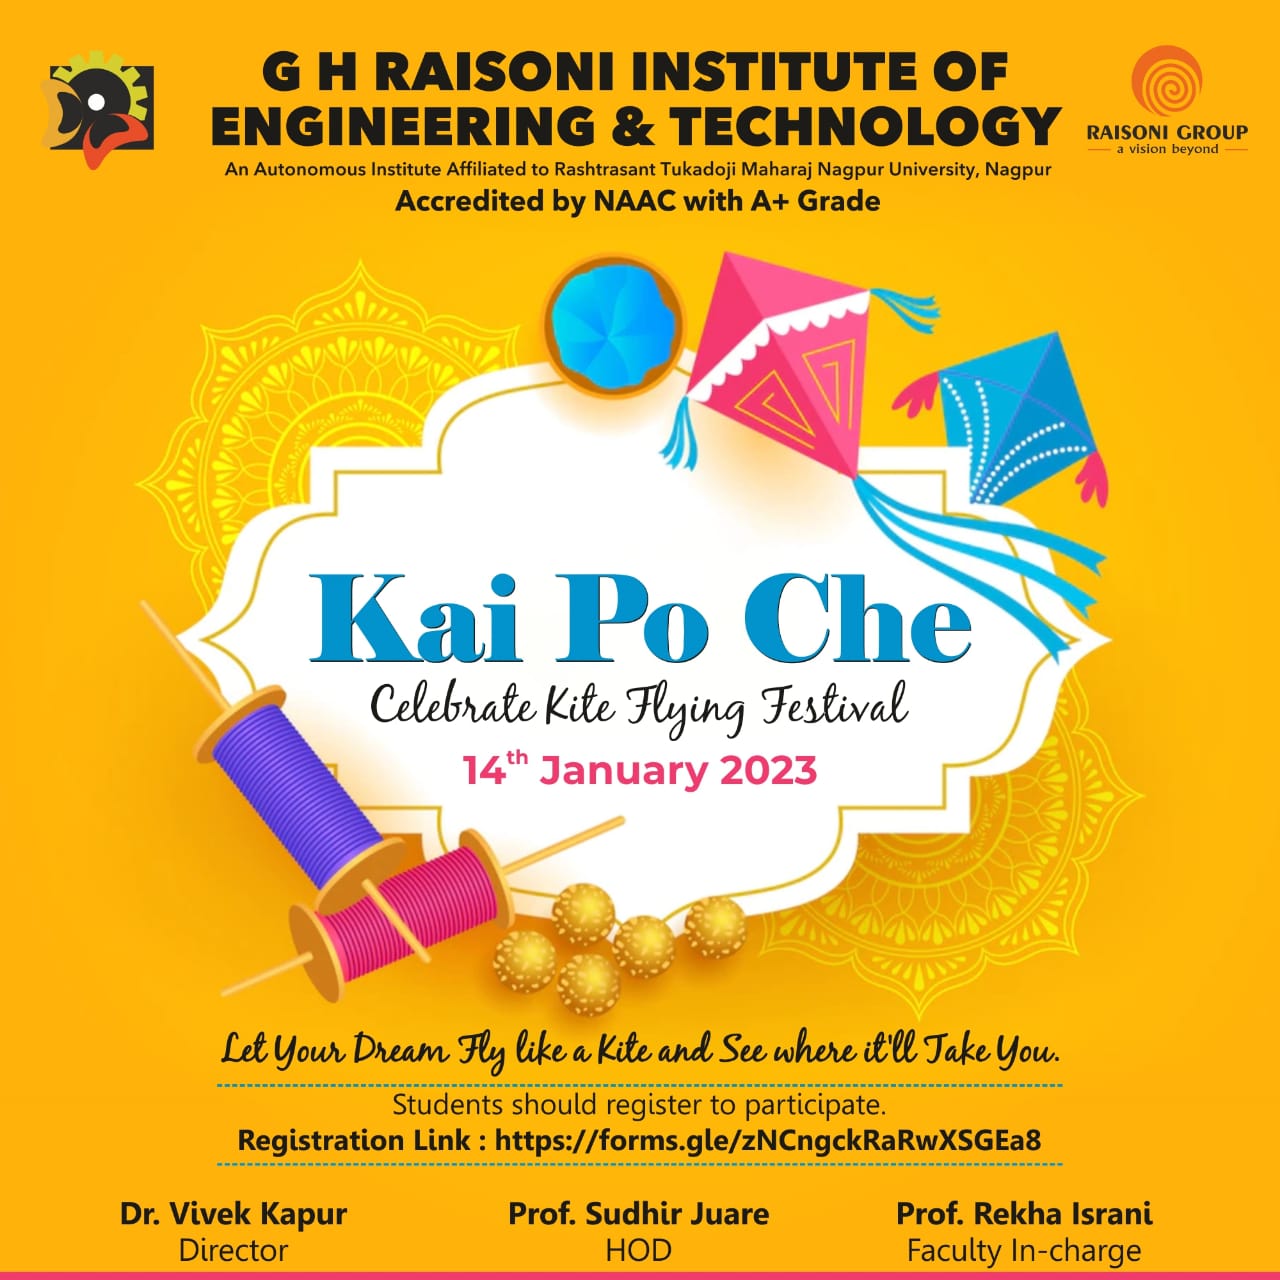 G H RAISONI INSTITUTE OF
ENGINEERING & TECHNOLOGY
An Autonomous Institute Affiliated to Rashtrasant Tukadoji Maharaj Nagpur University, Nagpur
Accredited by NAAC with A+ Grade
RAISONI GROUP
a vision beyond
Kai Po Che
Celebrate Kite Flying Festival
14th January 2023
Let Your Dream Fly like a Kite and See where it'll Take You.
Students should register to participate.
Registration Link : https://forms.gle/zNCngckRaRwXSGEa8
Dr. Vivek Kapur
Director
Prof. Sudhir Juare
HOD
Prof. Rekha Israni
Faculty In-charge